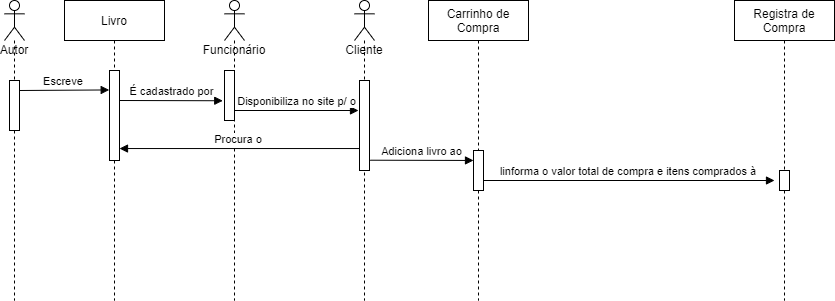 Autor
Livro
Funcionário
Cliente
Carrinho de
Compra
Registra de
Compra
Escreve
É cadastrado por
Disponibiliza no site p/ o
Procura o
Adiciona livro ao
Iinforma o valor total de compra e itens comprados à